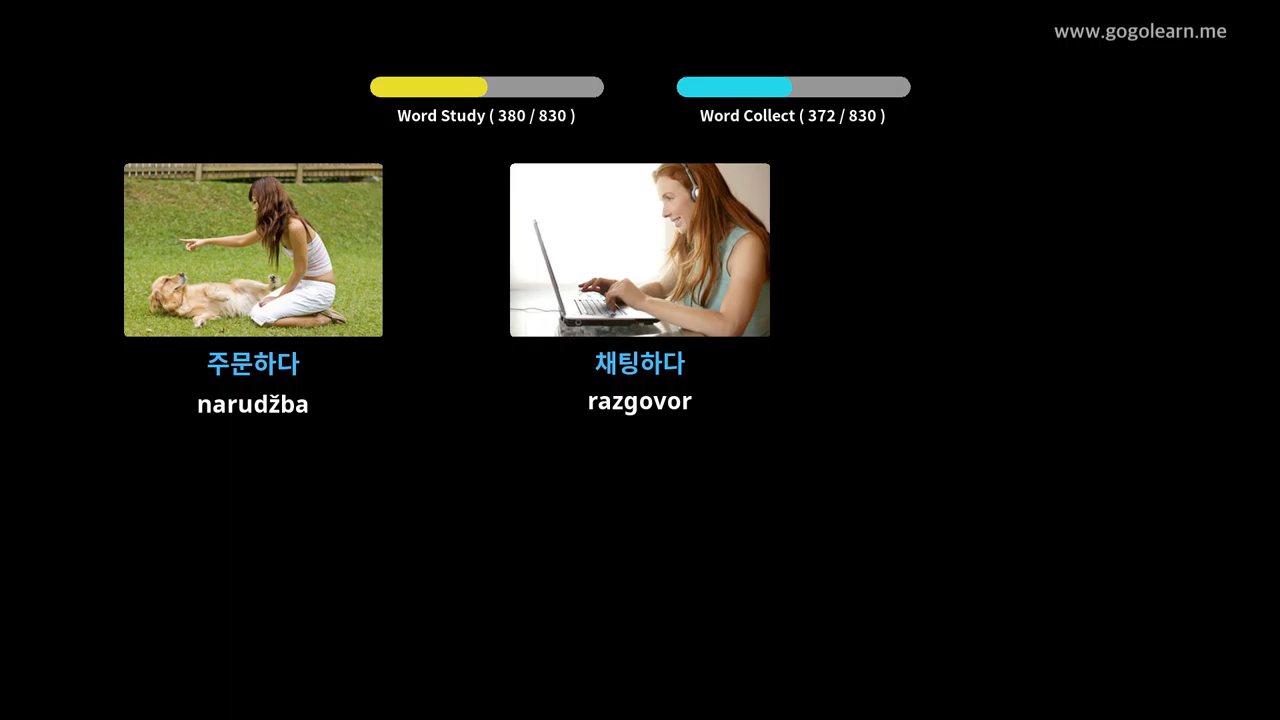 www.gogolearn.me
Word Study ( 380 / 830 )
Word Collect ( 372 / 830 )
주문하다
narudžba
채팅하다
razgovor